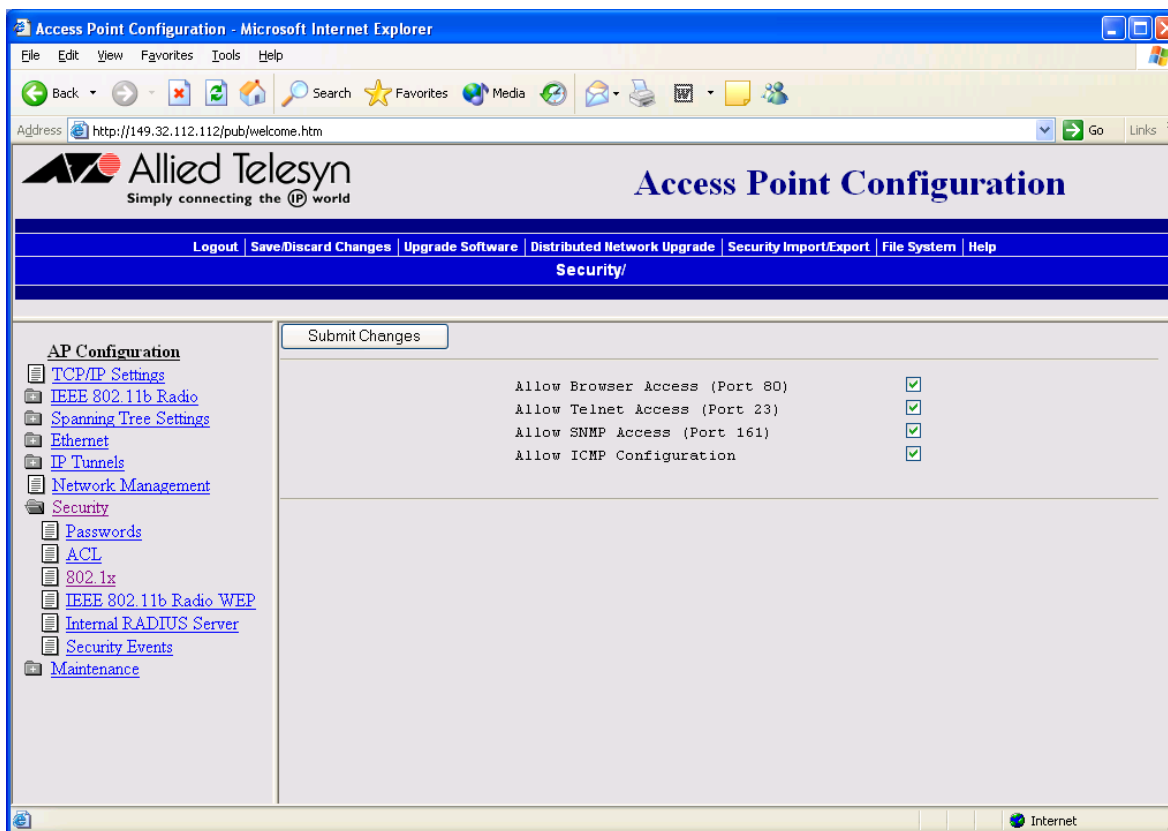 Access Point Configuration - Microsoft Internet Explorer
File Edit View Favorites Tools Help
Back Search Favorites Media
Address http://149.32.112.112/pub/welcome.htm Go Links
Allied Telesyn
Simply connecting the IP world
Access Point Configuration
Logout | Save/Discard Changes | Upgrade Software | Distributed Network Upgrade | Security Import/Export | File System | Help
Security/
AP Configuration
TCP/IP Settings
IEEE 802.11b Radio
Spanning Tree Settings
Ethernet
IP Tunnels
Network Management
Security
Passwords
ACL
802.1x
IEEE 802.11b Radio WEP
Internal RADIUS Server
Security Events
Maintenance
Submit Changes
Allow Browser Access (Port 80)
Allow Telnet Access (Port 23)
Allow SNMP Access (Port 161)
Allow ICMP Configuration
Internet